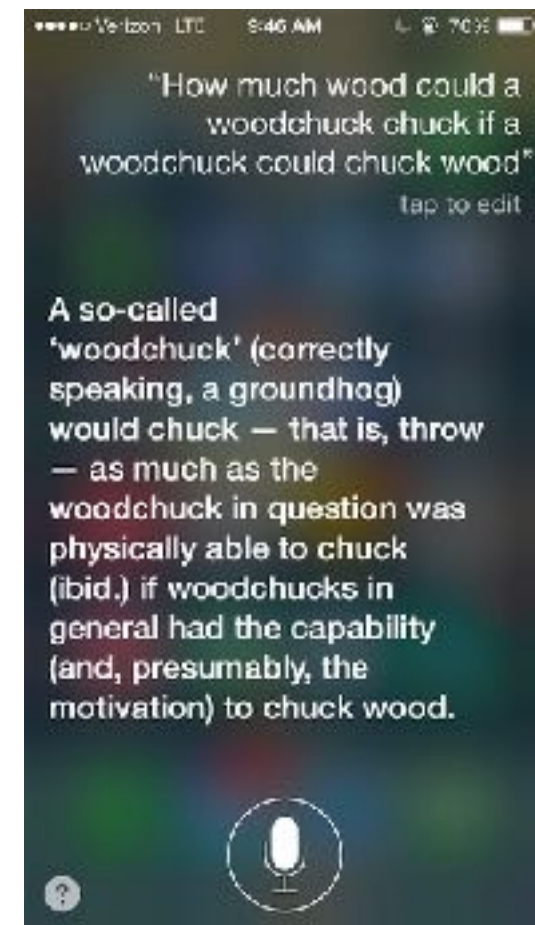 Verizon LTE 9:46 AM 70%
"How much wood could a
woodchuck chuck if a
woodchuck could chuck wood"
tap to edit
A so-called
'woodchuck' (correctly
speaking, a groundhog)
would chuck — that is, throw
— as much as the
woodchuck in question was
physically able to chuck
(ibid.) if woodchucks in
general had the capability
(and, presumably, the
motivation) to chuck wood.
?